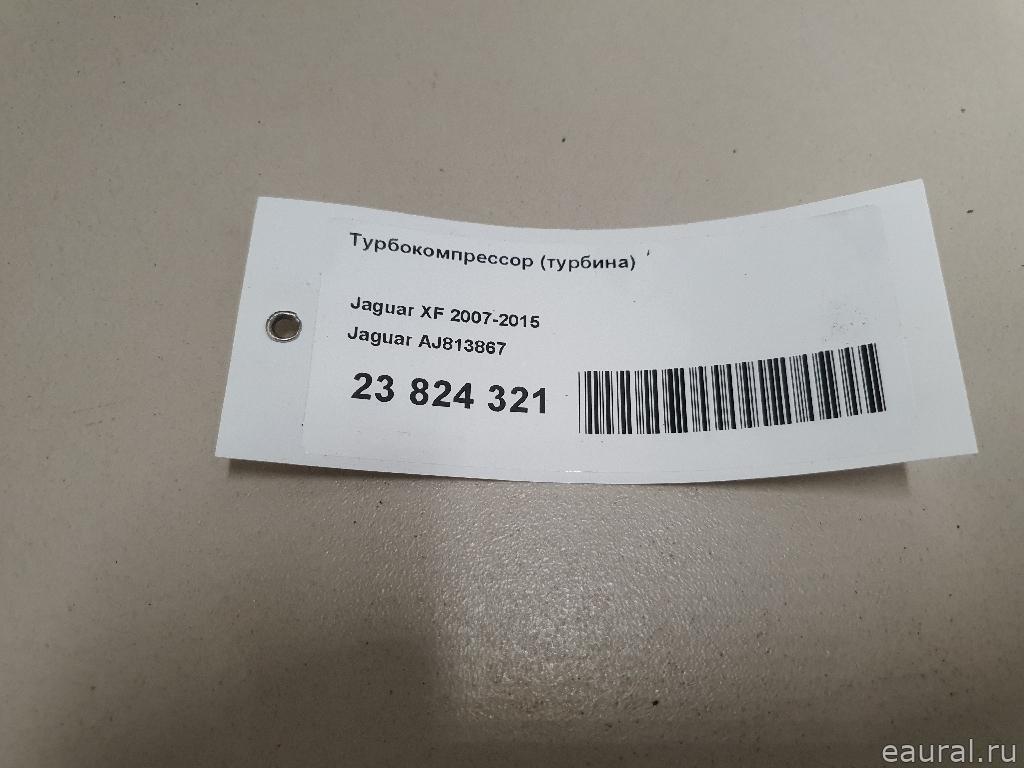 Турбокомпрессор (турбина)
Jaguar XF 2007-2015
Jaguar AJ813867
23 824 321
eaural.ru